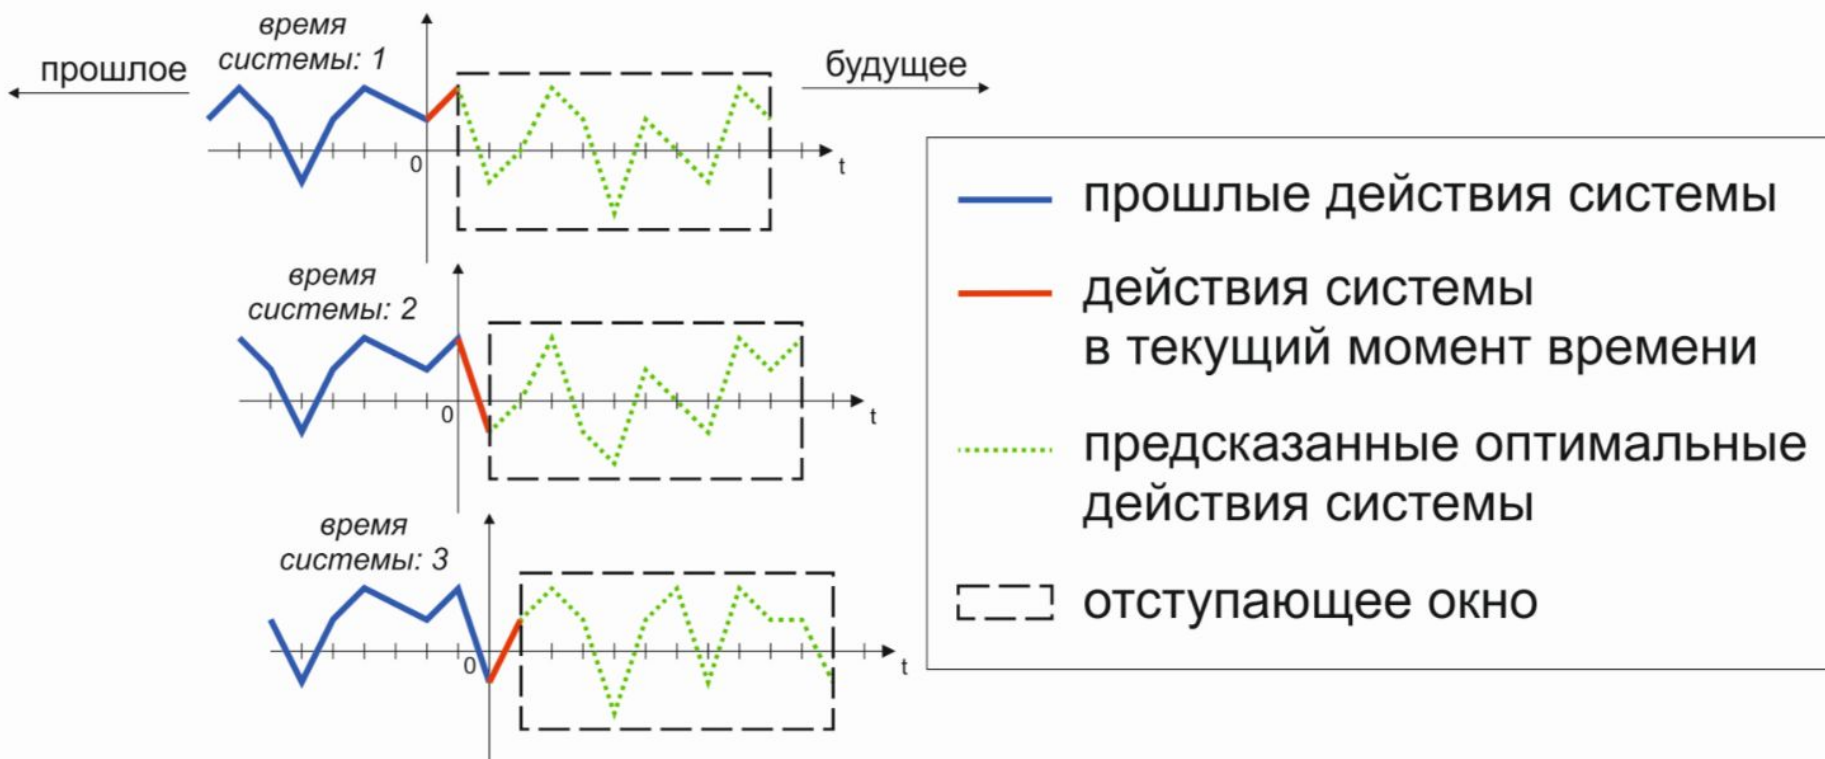 прошлое
время
системы: 1
будущее
0
t
время
системы: 2
0
t
время
системы: 3
0
t
прошлые действия системы
действия системы
в текущий момент времени
предсказанные оптимальные
действия системы
отступающее окно